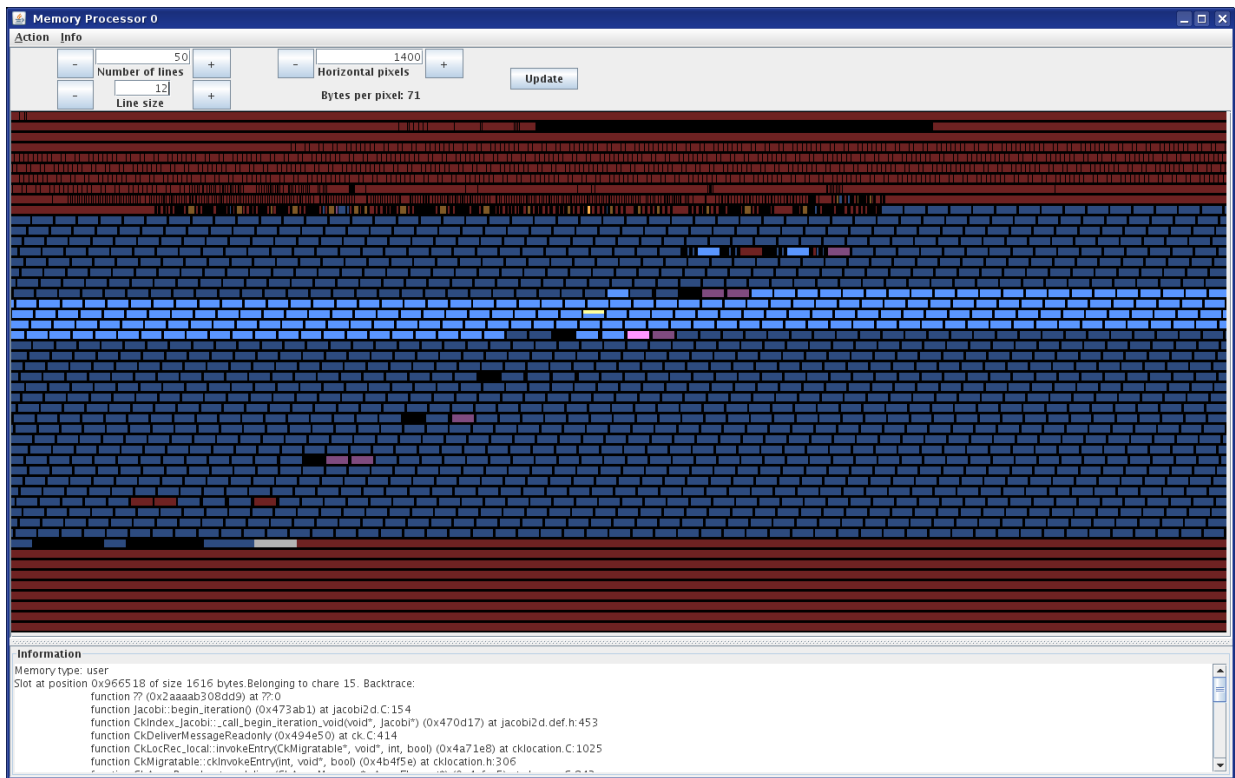 Memory Processor 0
Action Info
- 50 + - 1400 +
Number of lines Horizontal pixels
Update
- 12 + Bytes per pixel: 71
Line size
Information
Memory type: user
Slot at position 0x966518 of size 1616 bytes.Belonging to chare 15. Backtrace:
function ?? (0x2aaaab308dd9) at ??:0
function Jacobi::begin_iteration() (0x473ab1) at jacobi2d.C:154
function CkIndex_Jacobi::_call_begin_iteration_void(void*, Jacobi*) (0x470d17) at jacobi2d.def.h:453
function CkDeliverMessageReadonly (0x494e50) at ck.C:414
function CkLocRec_local::invokeEntry(CkMigratable*, void*, int, bool) (0x4a71e8) at cklocation.C:1025
function CkMigratable::ckInvokeEntry(int, void*, bool) (0x4b4f5e) at cklocation.h:306